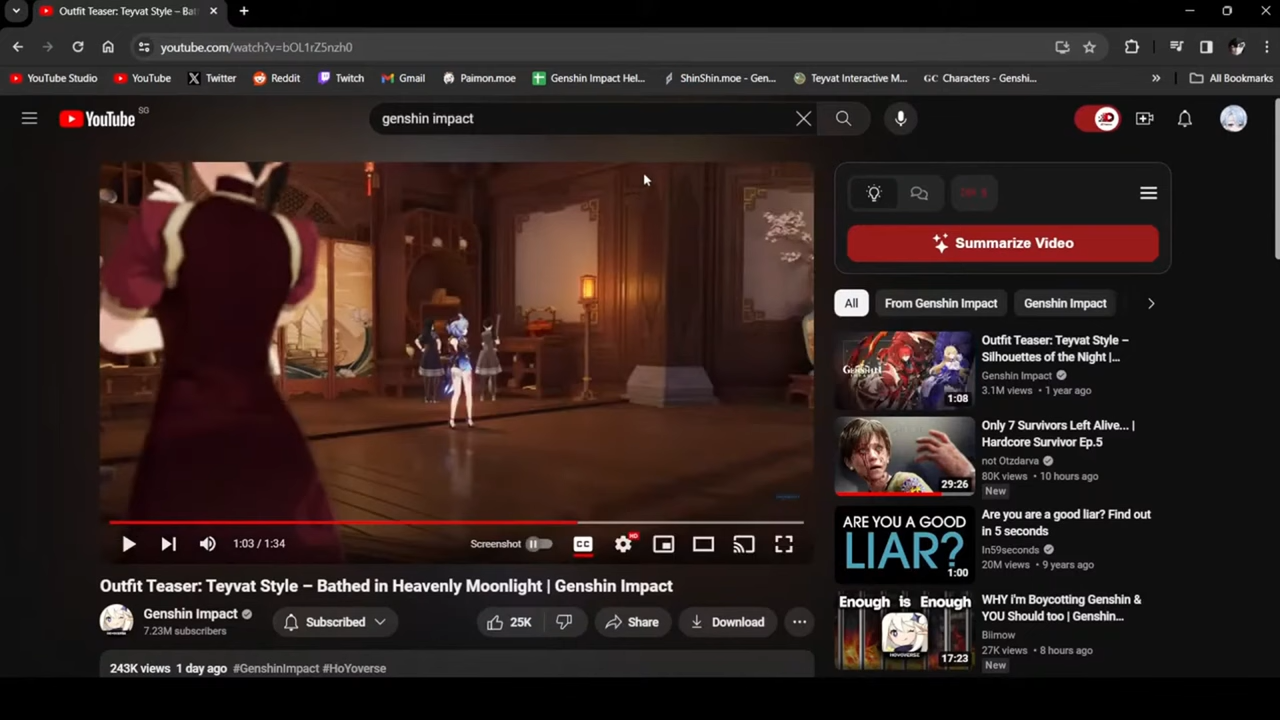 Outfit Teaser: Teyvat Style – Bat
youtube.com/watch?v=bOL1rZ5nzh0
YouTube Studio
YouTube
Twitter
Reddit
Twitch
Gmail
Paimon.moe
Genshin Impact Hel...
ShinShin.moe - Gen...
Teyvat Interactive M...
GC Characters - Genshi...
»
All Bookmarks
YouTube SG
genshin impact
Summarize Video
All
From Genshin Impact
Genshin Impact
GENSHIN IMPACT
Outfit Teaser: Teyvat Style –
Silhouettes of the Night |...
Genshin Impact
3.1M views • 1 year ago
1:08
Only 7 Survivors Left Alive... |
Hardcore Survivor Ep.5
not Otzdarva
80K views • 10 hours ago
New
29:26
ARE YOU A GOOD
LIAR?
1:00
Are you are a good liar? Find out
in 5 seconds
In59seconds
20M views • 9 years ago
Enough is Enough
HOYOVERSE
17:23
WHY i'm Boycotting Genshin &
YOU Should too | Genshin...
Biimow
27K views • 8 hours ago
New
1:03 / 1:34
Screenshot
CC
HD
Outfit Teaser: Teyvat Style – Bathed in Heavenly Moonlight | Genshin Impact
Genshin Impact
7.23M subscribers
Subscribed
25K
Share
Download
243K views 1 day ago #GenshinImpact #HoYoverse